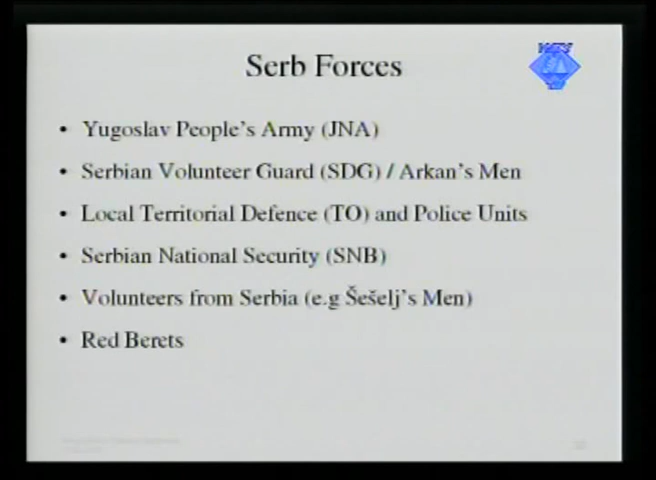 Serb Forces
• Yugoslav People's Army (JNA)
• Serbian Volunteer Guard (SDG) / Arkan's Men
• Local Territorial Defence (TO) and Police Units
• Serbian National Security (SNB)
• Volunteers from Serbia (e.g Šešelj's Men)
• Red Berets